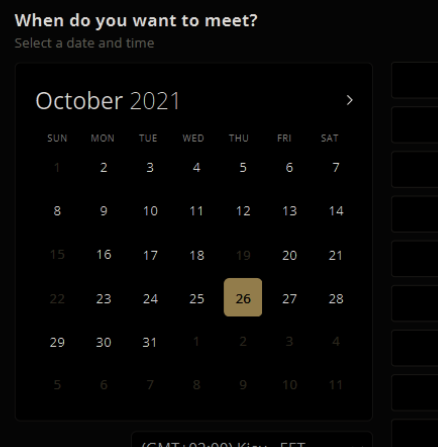 When do you want to meet?
Select a date and time
October 2021 >
SUN MON TUE WED THU FRI SAT
1 2 3 4 5 6 7
8 9 10 11 12 13 14
15 16 17 18 19 20 21
22 23 24 25 26 27 28
29 30 31 1 2 3 4
5 6 7 8 9 10 11
(GMT+02:00) Kiev - EET